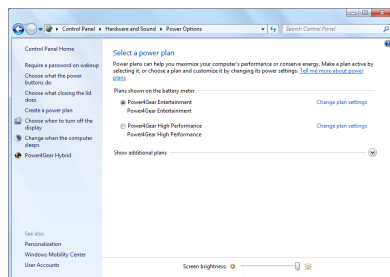 Control Panel ▸ Hardware and Sound ▸ Power Options
Search Control Panel
Control Panel Home
Require a password on wakeup
Choose what the power
buttons do
Choose what closing the lid
does
Create a power plan
Choose when to turn off the
display
Change when the computer
sleeps
Power4Gear Hybrid
Select a power plan
Power plans can help you maximize your computer's performance or conserve energy. Make a plan active by
selecting it, or choose a plan and customize it by changing its power settings. Tell me more about power
plans
Plans shown on the battery meter
Power4Gear Entertainment Change plan settings
Power4Gear Entertainment
Power4Gear High Performance Change plan settings
Power4Gear High Performance
Show additional plans
See also
Personalization
Windows Mobility Center
User Accounts
Screen brightness: